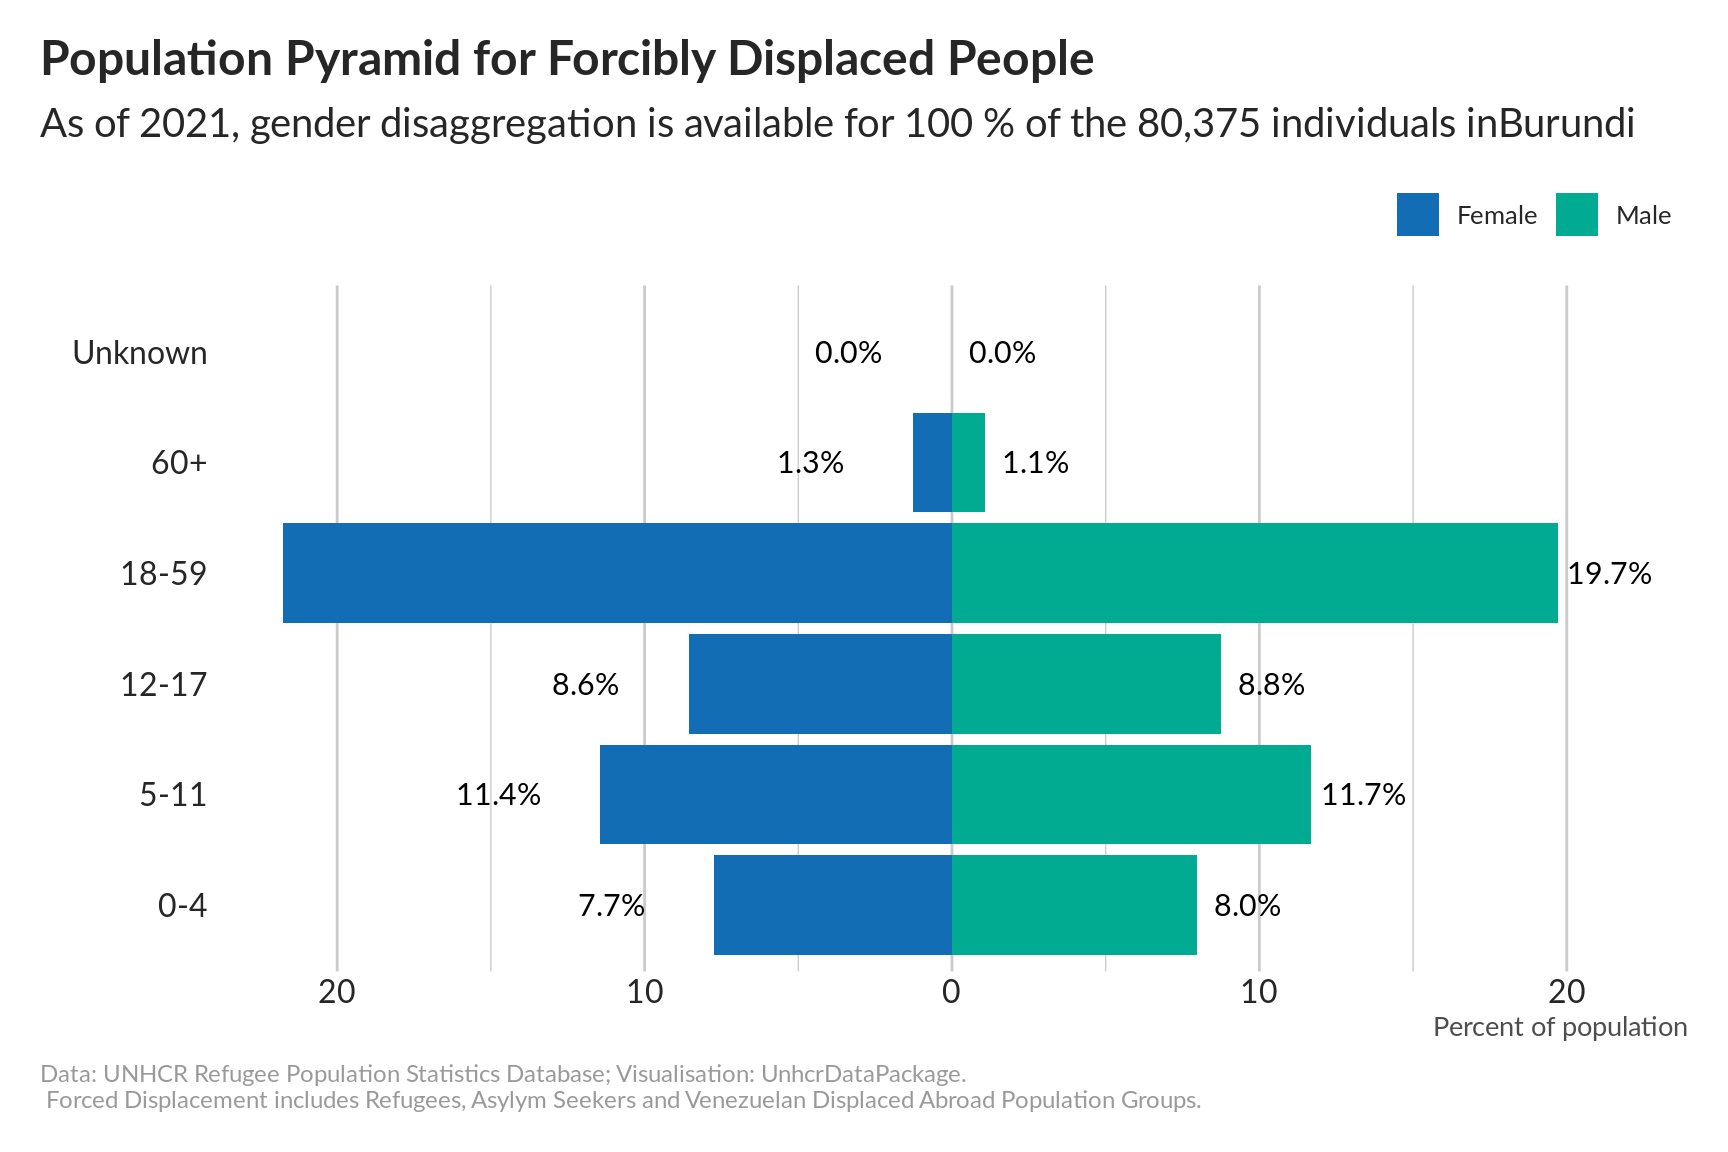 Population Pyramid for Forcibly Displaced People
As of 2021, gender disaggregation is available for 100 % of the 80,375 individuals inBurundi
Female Male
Unknown 0.0% 0.0%
60+ 1.3% 1.1%
18-59 19.7%
12-17 8.6% 8.8%
5-11 11.4% 11.7%
0-4 7.7% 8.0%
20 10 0 10 20
Percent of population
Data: UNHCR Refugee Population Statistics Database; Visualisation: UnhcrDataPackage.
Forced Displacement includes Refugees, Asylym Seekers and Venezuelan Displaced Abroad Population Groups.